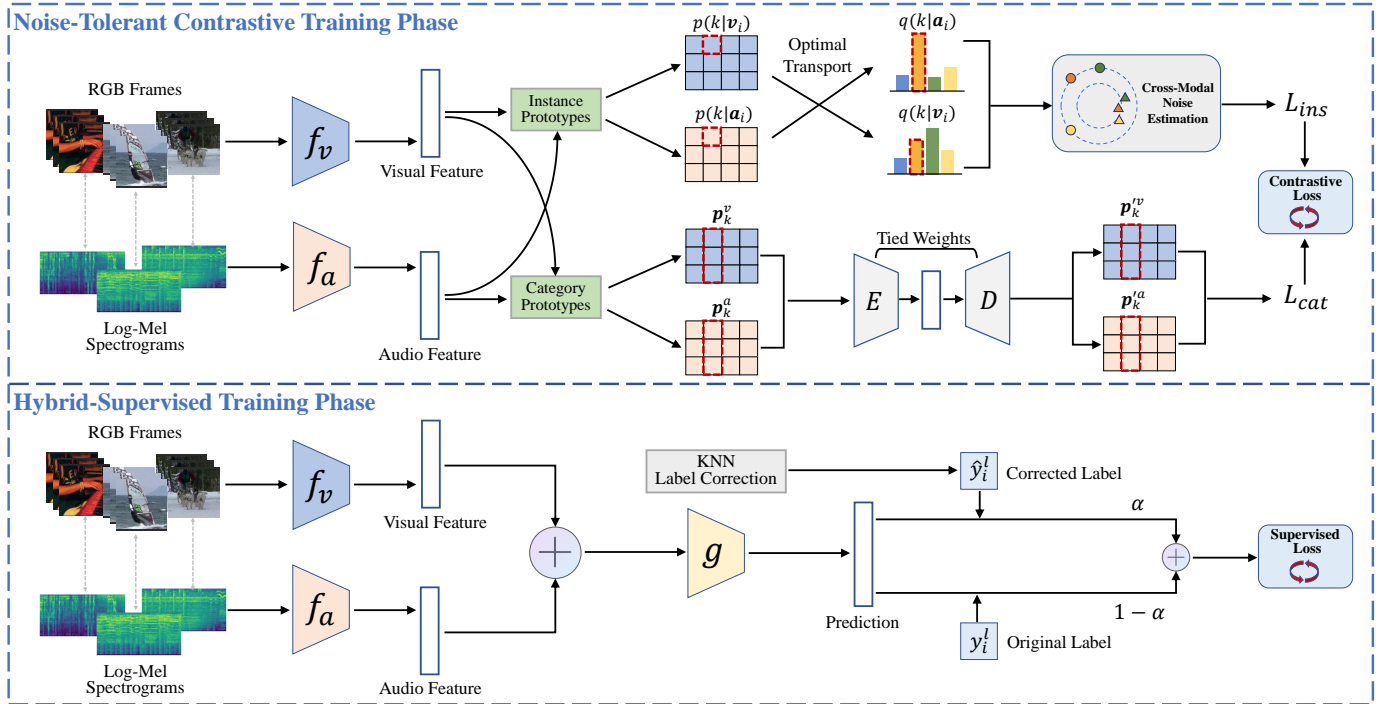 Noise-Tolerant Contrastive Training Phase
RGB Frames
f_v
Visual Feature
Log-Mel
Spectrograms
f_a
Audio Feature
Instance
Prototypes
Category
Prototypes
p(k|v_i)
p(k|a_i)
Optimal
Transport
q(k|a_i)
q(k|v_i)
Cross-Modal
Noise
Estimation
L_ins
Contrastive
Loss
L_cat
p_k^v
p_k^a
Tied Weights
E
D
p_k^'v
p_k^'a
Hybrid-Supervised Training Phase
RGB Frames
f_v
Visual Feature
Log-Mel
Spectrograms
f_a
Audio Feature
+
KNN
Label Correction
g
Prediction
ŷ_i^l
Corrected Label
α
1 − α
y_i^l
Original Label
+
Supervised
Loss